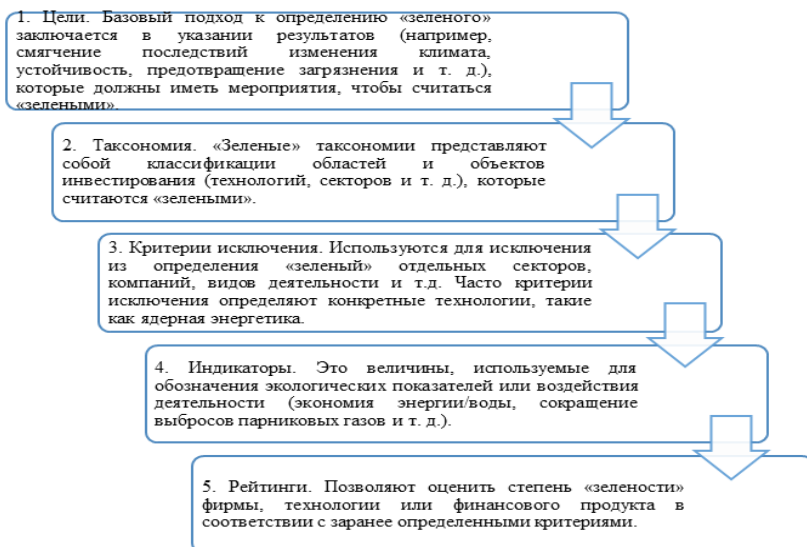 1. Цели. Базовый подход к определению «зеленого»
заключается в указании результатов (например,
смягчение последствий изменения климата,
устойчивость, предотвращение загрязнения и т. д.),
которые должны иметь мероприятия, чтобы считаться
«зелеными».
2. Таксономия. «Зеленые» таксономии представляют
собой классификации областей и объектов
инвестирования (технологий, секторов и т. д.), которые
считаются «зелеными».
3. Критерии исключения. Используются для исключения
из определения «зеленый» отдельных секторов,
компаний, видов деятельности и т.д. Часто критерии
исключения определяют конкретные технологии, такие
как ядерная энергетика.
4. Индикаторы. Это величины, используемые для
обозначения экологических показателей или воздействия
деятельности (экономия энергии/воды, сокращение
выбросов парниковых газов и т. д.).
5. Рейтинги. Позволяют оценить степень «зелености»
фирмы, технологии или финансового продукта в
соответствии с заранее определенными критериями.